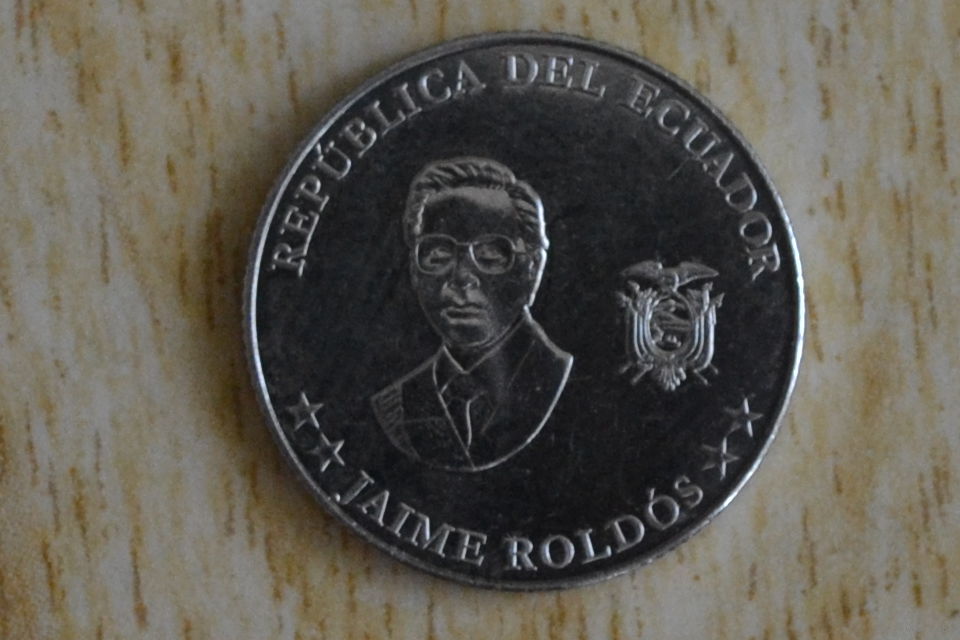 REPÚBLICA DEL ECUADOR
JAIME ROLDÓS